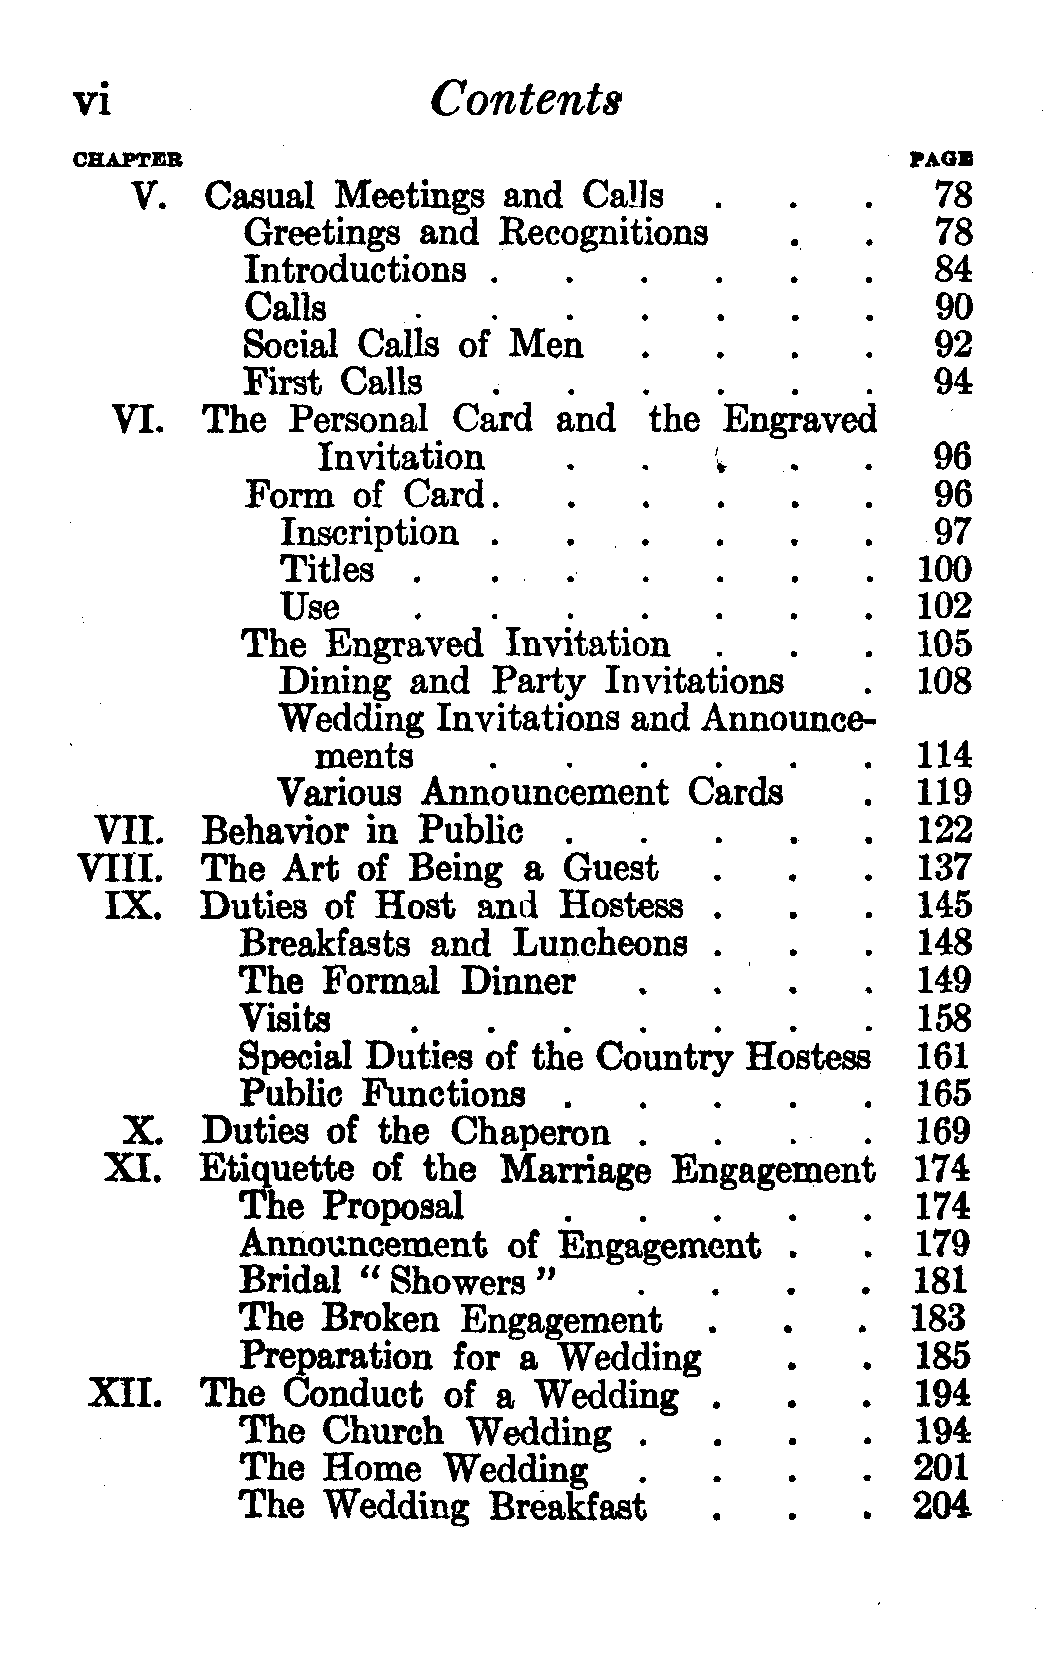 vi Contents
CHAPTER PAGE
V. Casual Meetings and Calls . . . 78
Greetings and Recognitions . . 78
Introductions . . . . . . 84
Calls . . . . . . . 90
Social Calls of Men . . . . 92
First Calls . . . . . . 94
VI. The Personal Card and the Engraved
Invitation . . . . . 96
Form of Card . . . . . . 96
Inscription . . . . . . 97
Titles . . . . . . . 100
Use . . . . . . . 102
The Engraved Invitation . . . 105
Dining and Party Invitations . 108
Wedding Invitations and Announce-
ments . . . . . . 114
Various Announcement Cards . 119
VII. Behavior in Public . . . . . 122
VIII. The Art of Being a Guest . . . 137
IX. Duties of Host and Hostess . . . 145
Breakfasts and Luncheons . . . 148
The Formal Dinner . . . . 149
Visits . . . . . . . 158
Special Duties of the Country Hostess 161
Public Functions . . . . . 165
X. Duties of the Chaperon . . . . 169
XI. Etiquette of the Marriage Engagement 174
The Proposal . . . . . 174
Announcement of Engagement . . 179
Bridal " Showers " . . . . 181
The Broken Engagement . . . 183
Preparation for a Wedding . . 185
XII. The Conduct of a Wedding . . . 194
The Church Wedding . . . . 194
The Home Wedding . . . . 201
The Wedding Breakfast . . . 204